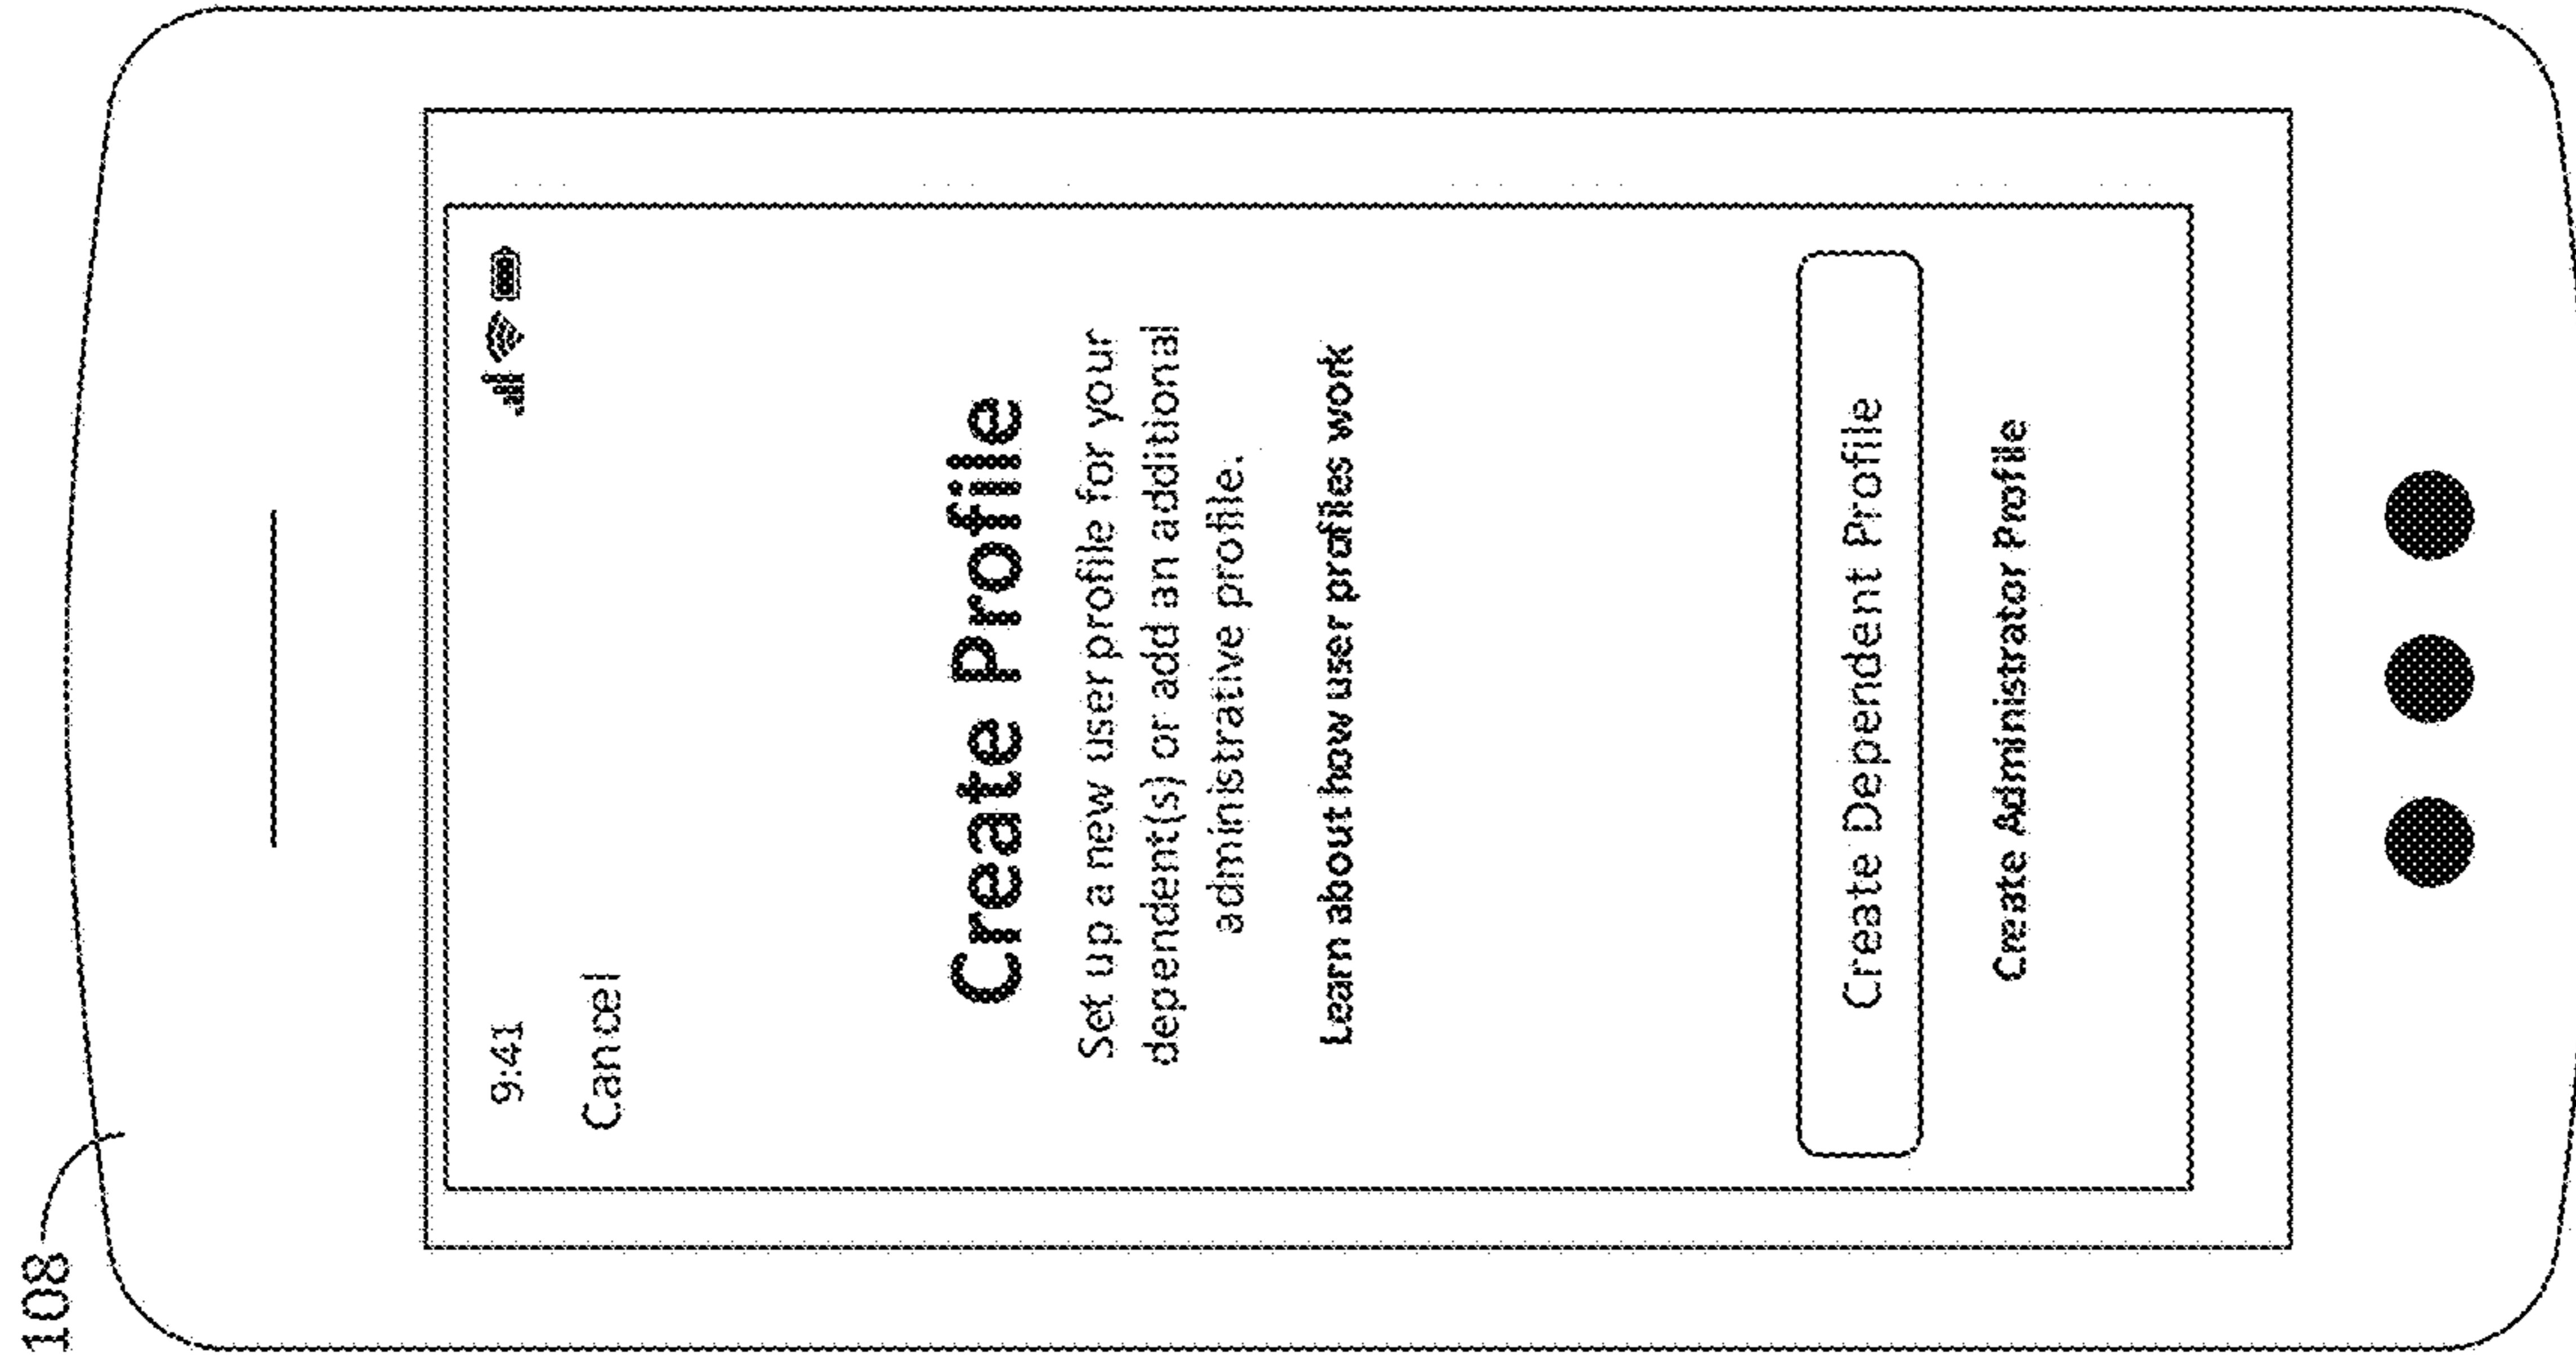 108
9:41
Cancel
Create Profile
Set up a new user profile for your
dependent(s) or add an additional
administrative profile.
Learn about how user profiles work
Create Dependent Profile
Create Administrator Profile